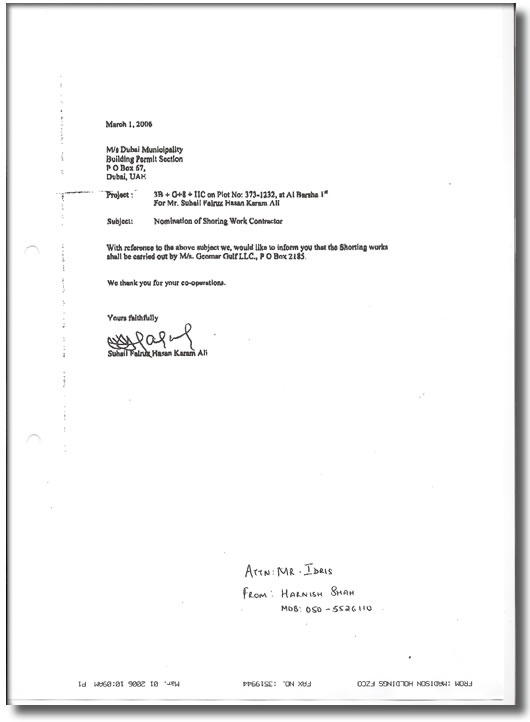 March 1, 2006
M/s Dubai Municipality
Building Permit Section
P O Box 67,
Dubai, UAE
Project : 3B + G+8 + HC on Plot No: 373-1232, at Al Barsha 1st
For Mr. Suhail Fairuz Hasan Karam Ali
Subject: Nomination of Shoring Work Contractor
With reference to the above subject we, would like to inform you that the Shorting works
shall be carried out by M/s. Geomar Gulf LLC., P O Box 2185.
We thank you for your co-operations.
Yours faithfully
Suhail Fairuz Hasan Karam Ali
ATTN: MR. IDRIS
FROM: HARNISH SHAH
MOB: 050 - 5526110
FROM :MADISON HOLDINGS FZCO FAX NO. :3519944 Mar. 01 2006 10:09AM P1